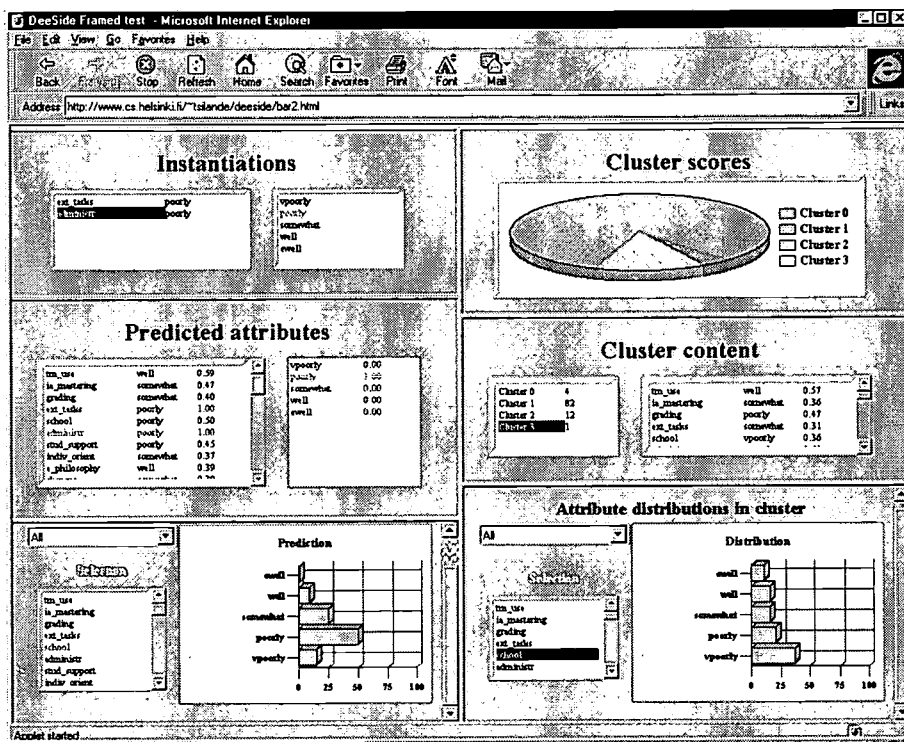 DeeSide Framed test - Microsoft Internet Explorer
File Edit View Go Favorites Help
Back Forward Stop Refresh Home Search Favorites Print Font Mail
Address http://www.cs.helsinki.fi/~tsilande/deeside/bar2.html Links
Instantiations
ext_tasks poorly
administr poorly
vpoorly
poorly
somewhat
well
ewell
Cluster scores
Cluster 0
Cluster 1
Cluster 2
Cluster 3
Predicted attributes
tm_use well 0.59
ia_mastering somewhat 0.47
grading somewhat 0.40
ext_tasks poorly 1.00
school poorly 0.50
administr poorly 1.00
stud_support poorly 0.45
indiv_orient somewhat 0.37
s_philosophy well 0.39
vpoorly 0.00
poorly 1.00
somewhat 0.00
well 0.00
ewell 0.00
Cluster content
Cluster 0 4
Cluster 1 82
Cluster 2 12
Cluster 3 1
tm_use well 0.57
ia_mastering somewhat 0.36
grading poorly 0.47
ext_tasks somewhat 0.31
school vpoorly 0.36
All
Selection
tm_use
ia_mastering
grading
ext_tasks
school
administr
stud_support
indiv_orient
Prediction
ewell
well
somewhat
poorly
vpoorly
0 25 50 75 100
Attribute distributions in cluster
All
Selection
tm_use
ia_mastering
grading
ext_tasks
school
administr
Distribution
ewell
well
somewhat
poorly
vpoorly
0 25 50 75 100
Applet started